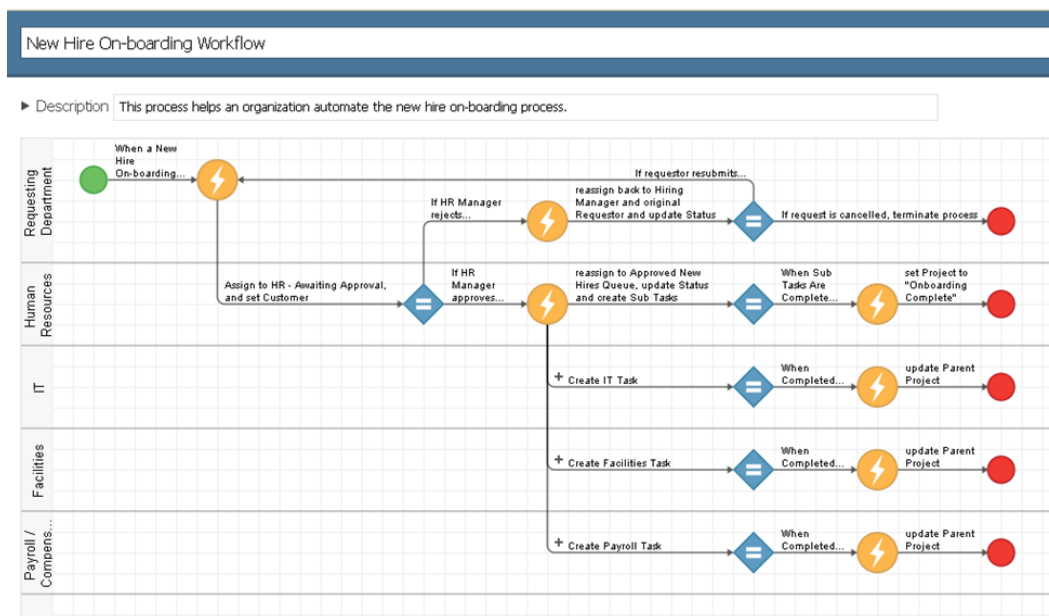 New Hire On-boarding Workflow
Description
This process helps an organization automate the new hire on-boarding process.
Requesting
Department
When a New
Hire
On-boarding...
If requestor resubmits...
If HR Manager
rejects...
reassign back to Hiring
Manager and original
Requestor and update Status
If request is cancelled, terminate process
Human
Resources
Assign to HR - Awaiting Approval,
and set Customer
If HR
Manager
approves...
reassign to Approved New
Hires Queue, update Status
and create Sub Tasks
When Sub
Tasks Are
Complete...
set Project to
"Onboarding
Complete"
IT
+ Create IT Task
When
Completed...
update Parent
Project
Facilities
+ Create Facilities Task
When
Completed...
update Parent
Project
Payroll /
Compens...
+ Create Payroll Task
When
Completed...
update Parent
Project